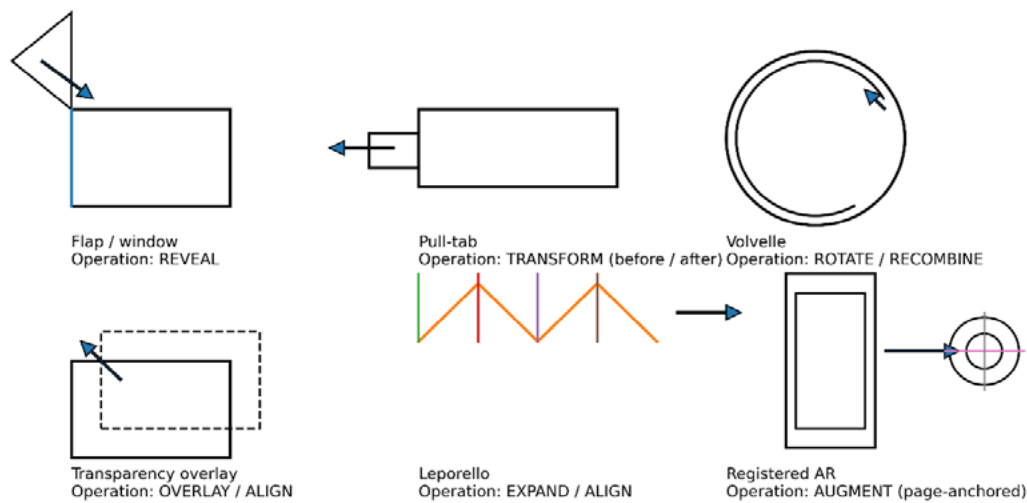 Flap / window
Operation: REVEAL
Pull-tab
Operation: TRANSFORM (before / after)
Volvelle
Operation: ROTATE / RECOMBINE
Transparency overlay
Operation: OVERLAY / ALIGN
Leporello
Operation: EXPAND / ALIGN
Registered AR
Operation: AUGMENT (page-anchored)